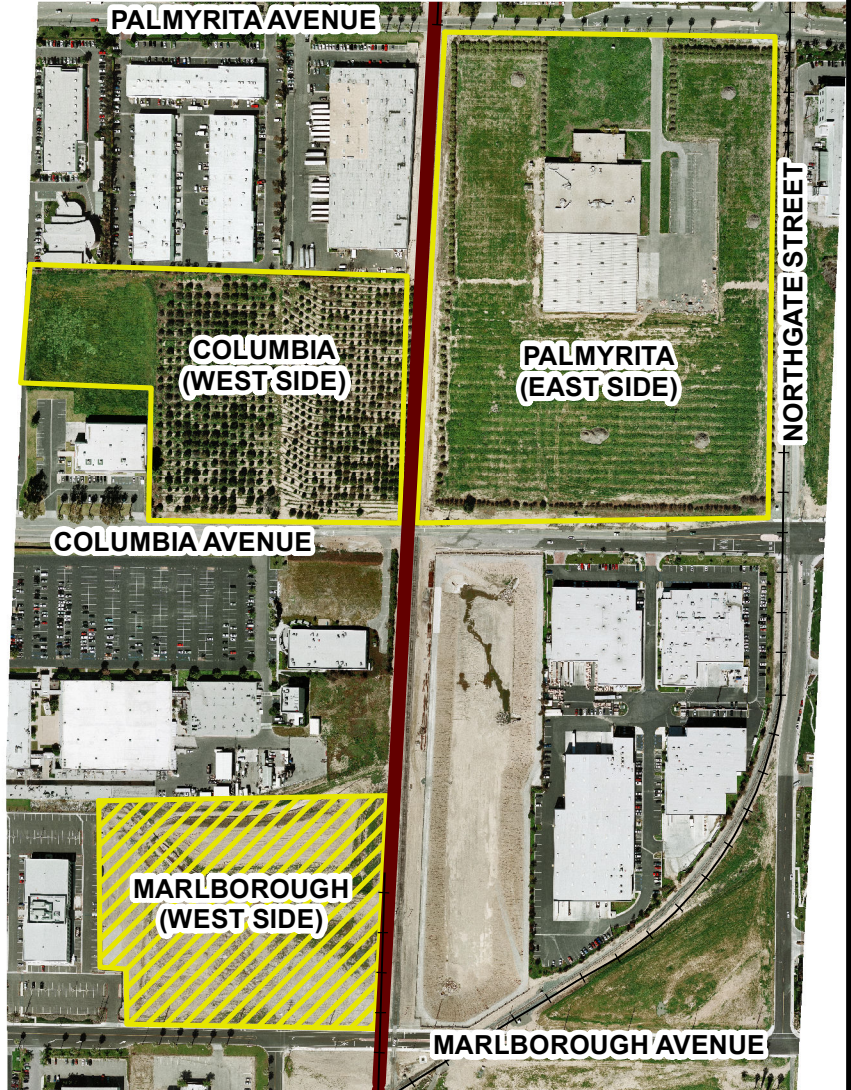 PALMYRITA AVENUE
NORTHGATE STREET
COLUMBIA
(WEST SIDE)
PALMYRITA
(EAST SIDE)
COLUMBIA AVENUE
MARLBOROUGH
(WEST SIDE)
MARLBOROUGH AVENUE